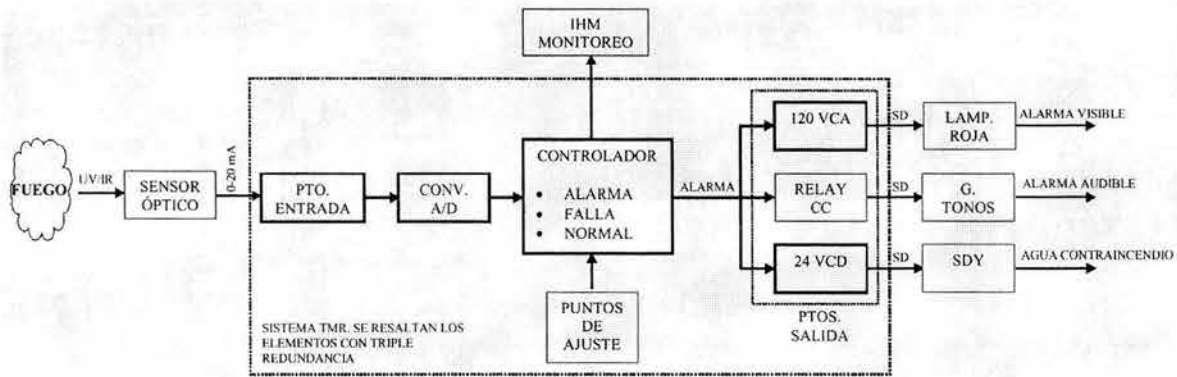 IHM
MONITOREO
FUEGO
UV/IR
SENSOR
ÓPTICO
0-20 mA
PTO.
ENTRADA
CONV.
A/D
CONTROLADOR
• ALARMA
• FALLA
• NORMAL
ALARMA
120 VCA
RELAY
CC
24 VCD
PTOS.
SALIDA
SD
LAMP.
ROJA
ALARMA VISIBLE
SD
G.
TONOS
ALARMA AUDIBLE
SD
SDY
AGUA CONTRAINCENDIO
PUNTOS
DE
AJUSTE
SISTEMA TMR. SE RESALTAN LOS
ELEMENTOS CON TRIPLE
REDUNDANCIA